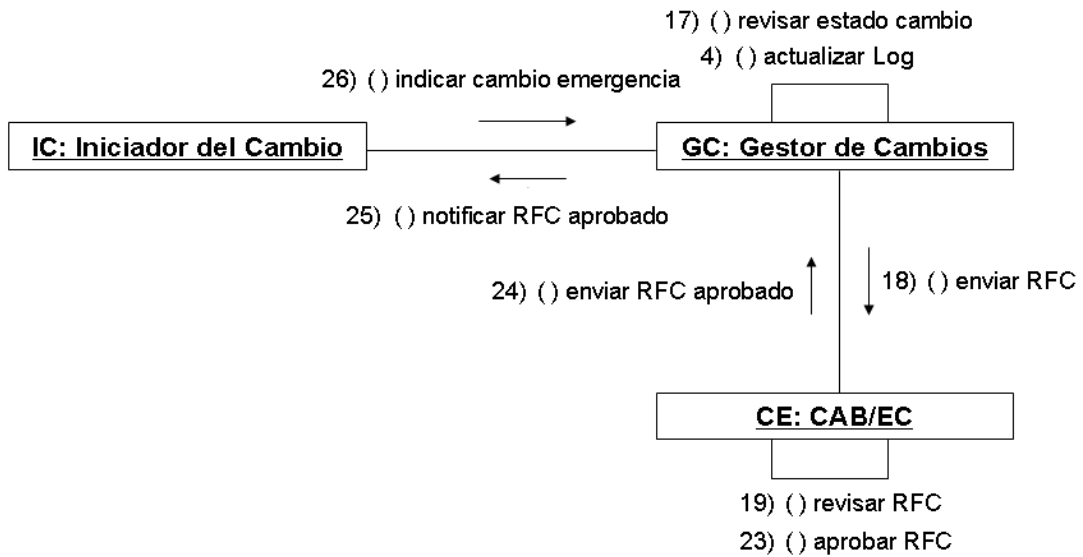 17) ( ) revisar estado cambio
4) ( ) actualizar Log
26) ( ) indicar cambio emergencia
IC: Iniciador del Cambio
GC: Gestor de Cambios
25) ( ) notificar RFC aprobado
24) ( ) enviar RFC aprobado
18) ( ) enviar RFC
CE: CAB/EC
19) ( ) revisar RFC
23) ( ) aprobar RFC